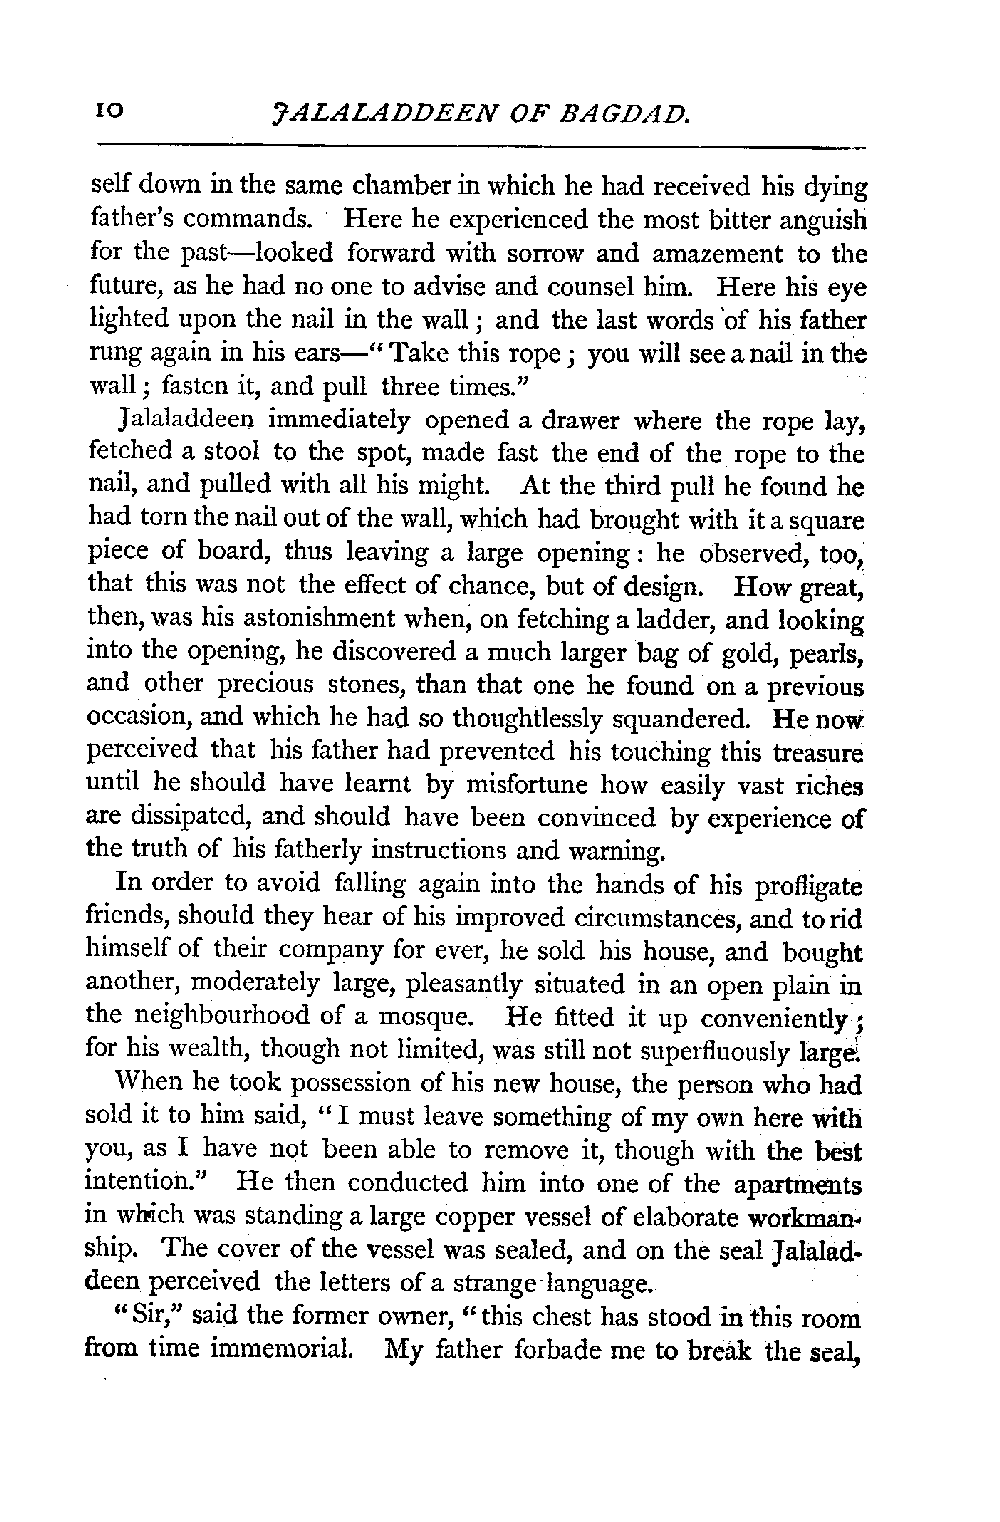 10 JALALADDEEN OF BAGDAD.
self down in the same chamber in which he had received his dying
father's commands. Here he experienced the most bitter anguish
for the past—looked forward with sorrow and amazement to the
future, as he had no one to advise and counsel him. Here his eye
lighted upon the nail in the wall; and the last words of his father
rung again in his ears—"Take this rope; you will see a nail in the
wall; fasten it, and pull three times."
Jalaladdeen immediately opened a drawer where the rope lay,
fetched a stool to the spot, made fast the end of the rope to the
nail, and pulled with all his might. At the third pull he found he
had torn the nail out of the wall, which had brought with it a square
piece of board, thus leaving a large opening: he observed, too,
that this was not the effect of chance, but of design. How great,
then, was his astonishment when, on fetching a ladder, and looking
into the opening, he discovered a much larger bag of gold, pearls,
and other precious stones, than that one he found on a previous
occasion, and which he had so thoughtlessly squandered. He now
perceived that his father had prevented his touching this treasure
until he should have learnt by misfortune how easily vast riches
are dissipated, and should have been convinced by experience of
the truth of his fatherly instructions and warning.
In order to avoid falling again into the hands of his profligate
friends, should they hear of his improved circumstances, and to rid
himself of their company for ever, he sold his house, and bought
another, moderately large, pleasantly situated in an open plain in
the neighbourhood of a mosque. He fitted it up conveniently;
for his wealth, though not limited, was still not superfluously large.
When he took possession of his new house, the person who had
sold it to him said, "I must leave something of my own here with
you, as I have not been able to remove it, though with the best
intention." He then conducted him into one of the apartments
in which was standing a large copper vessel of elaborate workman-
ship. The cover of the vessel was sealed, and on the seal Jalalad-
deen perceived the letters of a strange language.
"Sir," said the former owner, "this chest has stood in this room
from time immemorial. My father forbade me to break the seal,